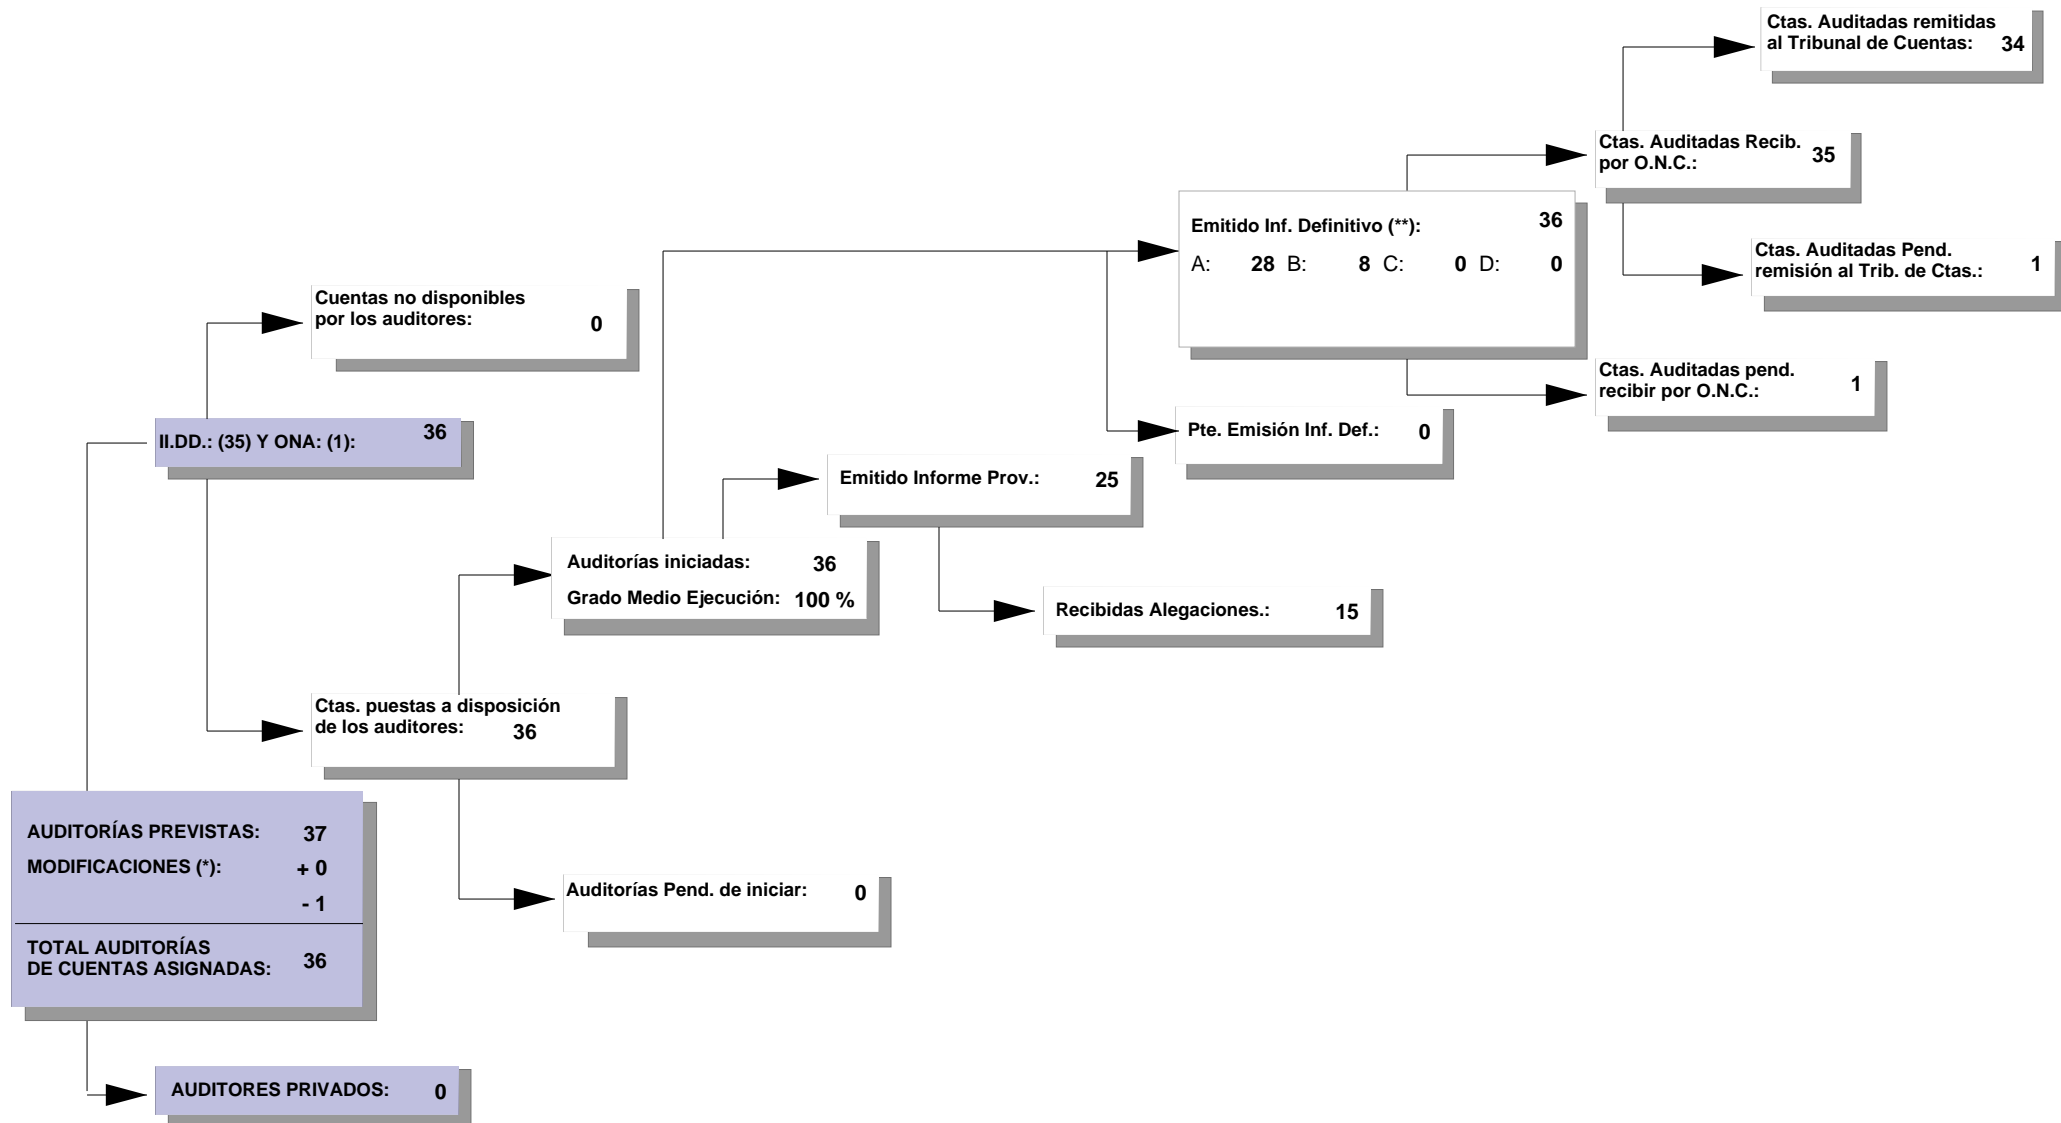 Ctas. Auditadas remitidas
al Tribunal de Cuentas: 34
Ctas. Auditadas Recib.
por O.N.C.: 35
Emitido Inf. Definitivo (**): 36
A: 28 B: 8 C: 0 D: 0
Ctas. Auditadas Pend.
remisión al Trib. de Ctas.: 1
Cuentas no disponibles
por los auditores: 0
Ctas. Auditadas pend.
recibir por O.N.C.: 1
II.DD.: (35) Y ONA: (1): 36
Pte. Emisión Inf. Def.: 0
Emitido Informe Prov.: 25
Auditorías iniciadas: 36
Grado Medio Ejecución: 100 %
Recibidas Alegaciones.: 15
Ctas. puestas a disposición
de los auditores: 36
AUDITORÍAS PREVISTAS: 37
MODIFICACIONES (*): + 0
- 1
TOTAL AUDITORÍAS
DE CUENTAS ASIGNADAS: 36
Auditorías Pend. de iniciar: 0
AUDITORES PRIVADOS: 0